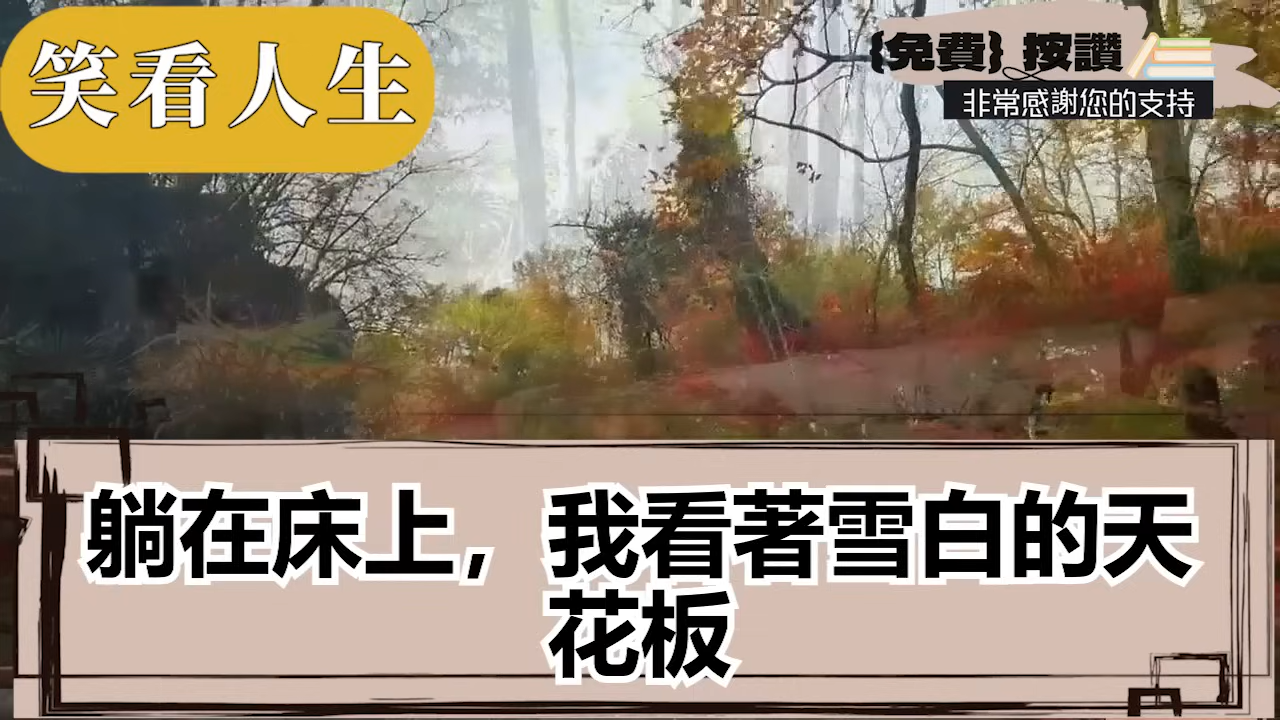 笑看人生
{免費} 按讚
非常感謝您的支持
躺在床上，我看著雪白的天
花板